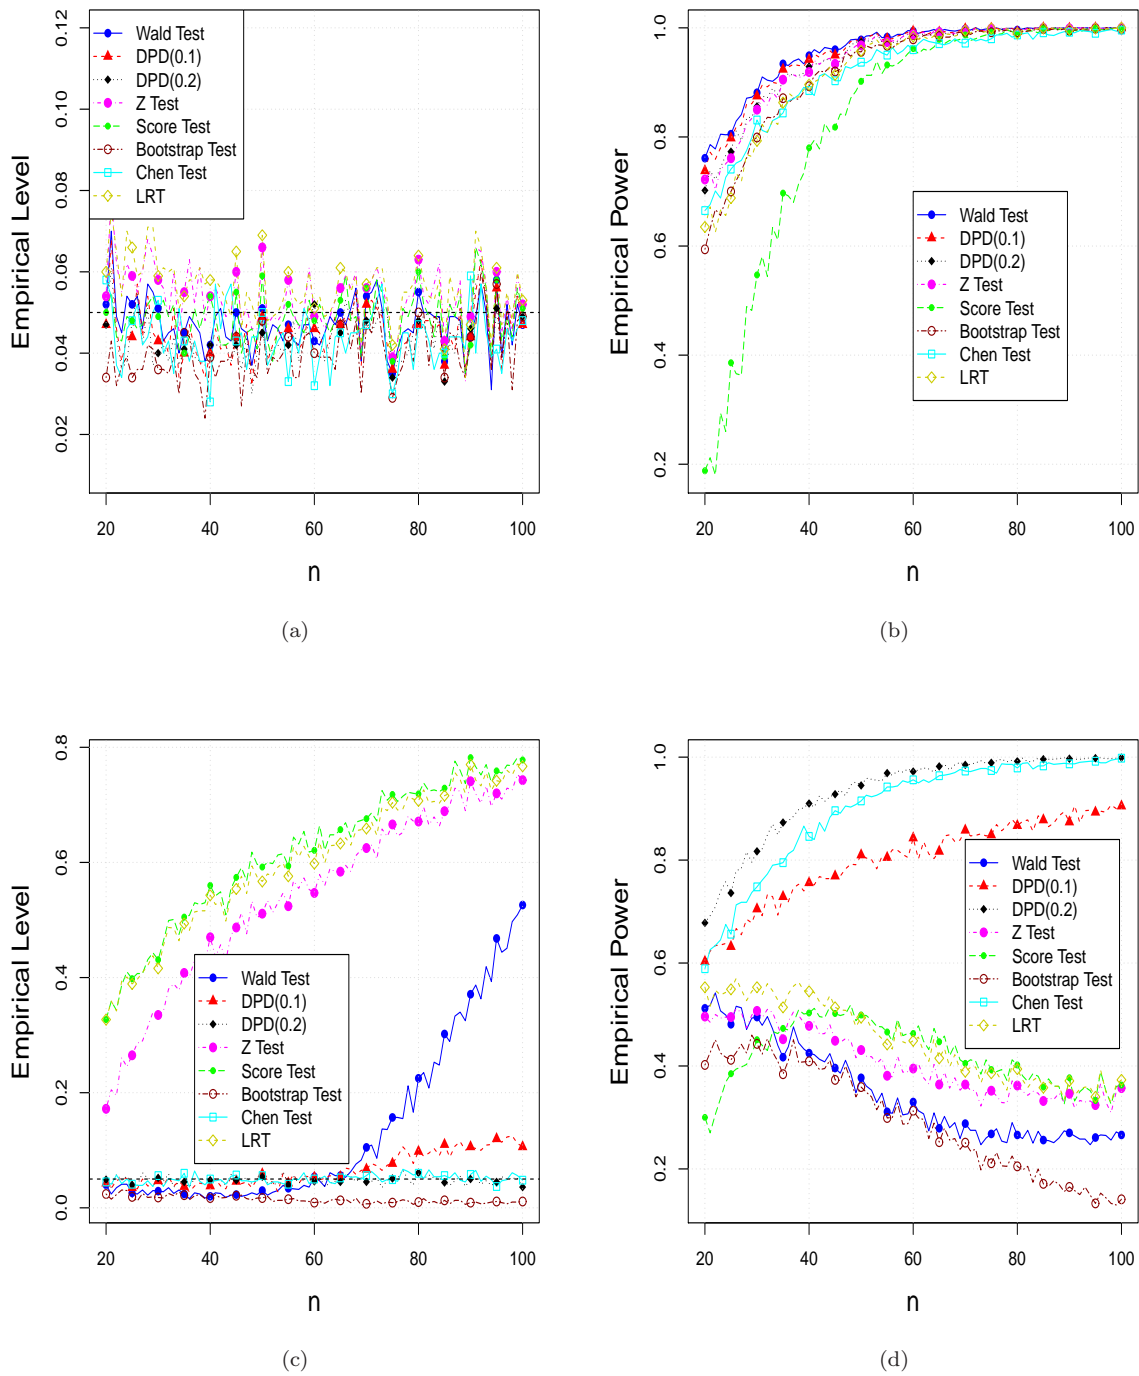 Empirical Level
0.02 0.04 0.06 0.08 0.10 0.12
Wald Test
DPD(0.1)
DPD(0.2)
Z Test
Score Test
Bootstrap Test
Chen Test
LRT
20 40 60 80 100
n
(a)
Empirical Power
0.2 0.4 0.6 0.8 1.0
Wald Test
DPD(0.1)
DPD(0.2)
Z Test
Score Test
Bootstrap Test
Chen Test
LRT
20 40 60 80 100
n
(b)
Empirical Level
0.0 0.2 0.4 0.6 0.8
Wald Test
DPD(0.1)
DPD(0.2)
Z Test
Score Test
Bootstrap Test
Chen Test
LRT
20 40 60 80 100
n
(c)
Empirical Power
0.2 0.4 0.6 0.8 1.0
Wald Test
DPD(0.1)
DPD(0.2)
Z Test
Score Test
Bootstrap Test
Chen Test
LRT
20 40 60 80 100
n
(d)